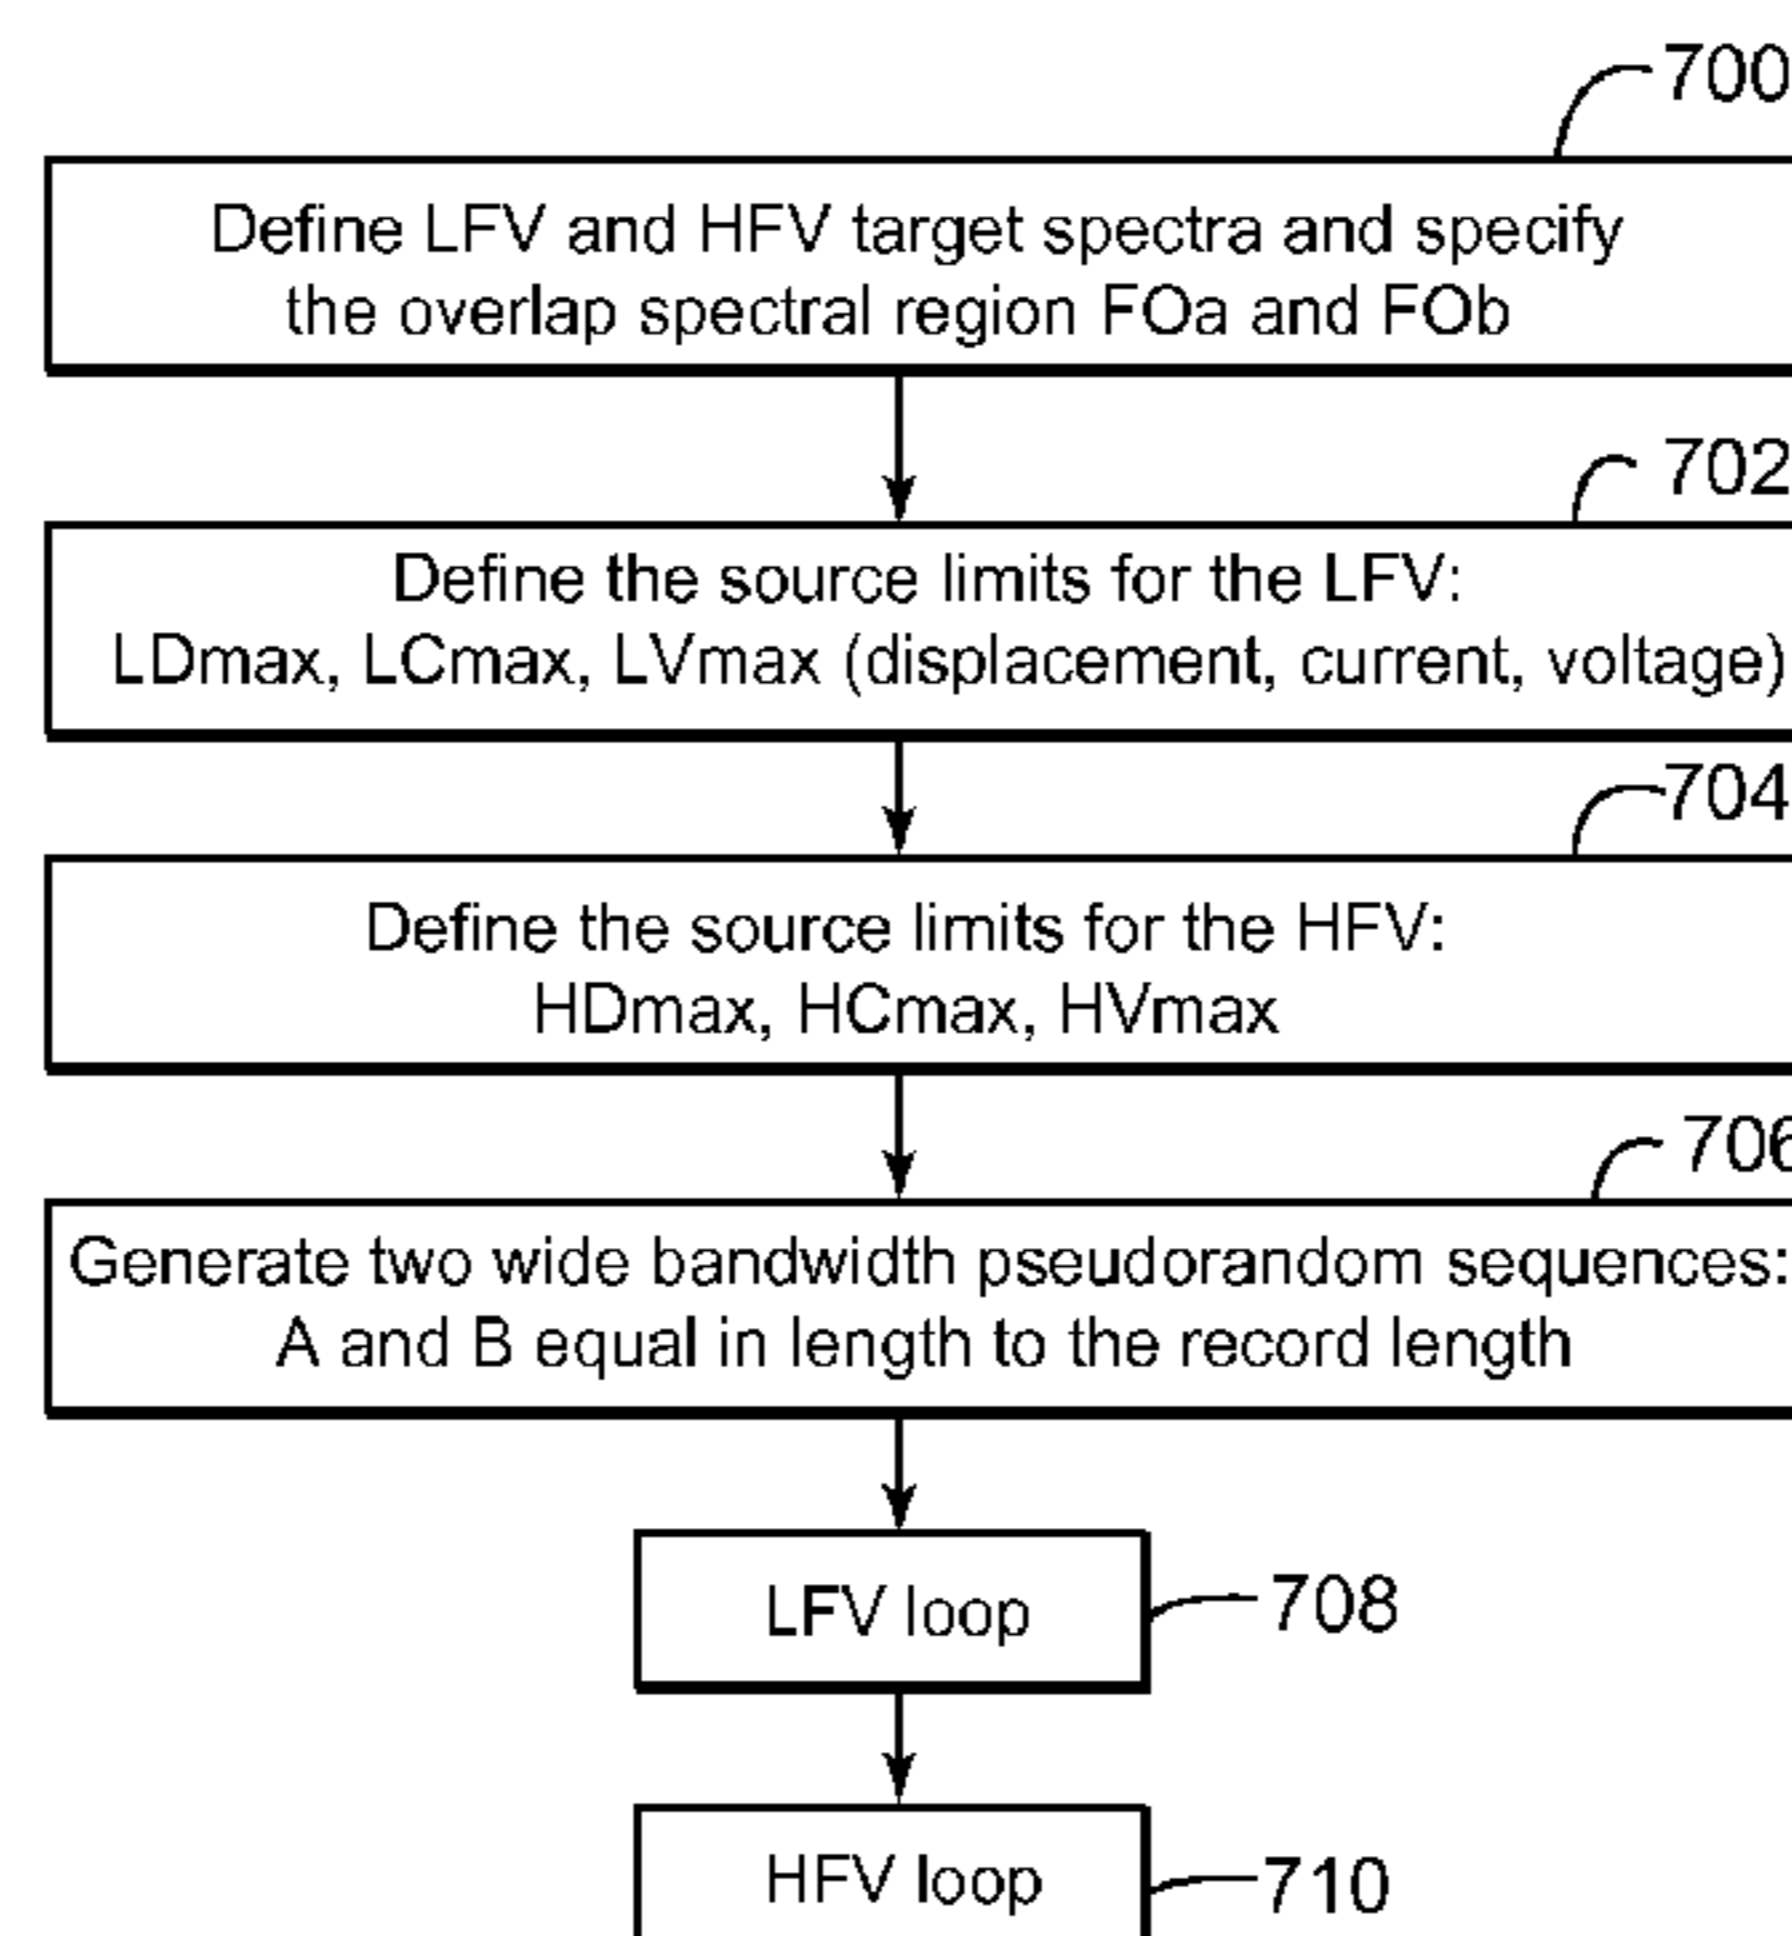 700
Define LFV and HFV target spectra and specify
the overlap spectral region FOa and FOb
702
Define the source limits for the LFV:
LDmax, LCmax, LVmax (displacement, current, voltage)
704
Define the source limits for the HFV:
HDmax, HCmax, HVmax
706
Generate two wide bandwidth pseudorandom sequences:
A and B equal in length to the record length
LFV loop
708
HFV loop
710